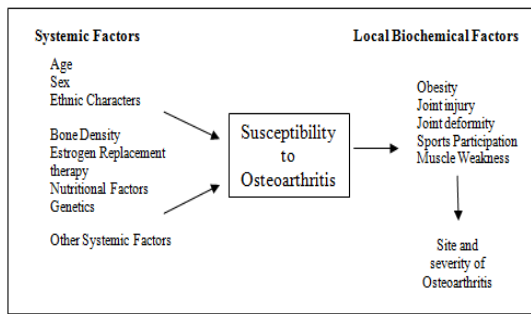 Systemic Factors
Age
Sex
Ethnic Characters
Bone Density
Estrogen Replacement
therapy
Nutritional Factors
Genetics
Other Systemic Factors
Susceptibility
to
Osteoarthritis
Local Biochemical Factors
Obesity
Joint injury
Joint deformity
Sports Participation
Muscle Weakness
Site and
severity of
Osteoarthritis